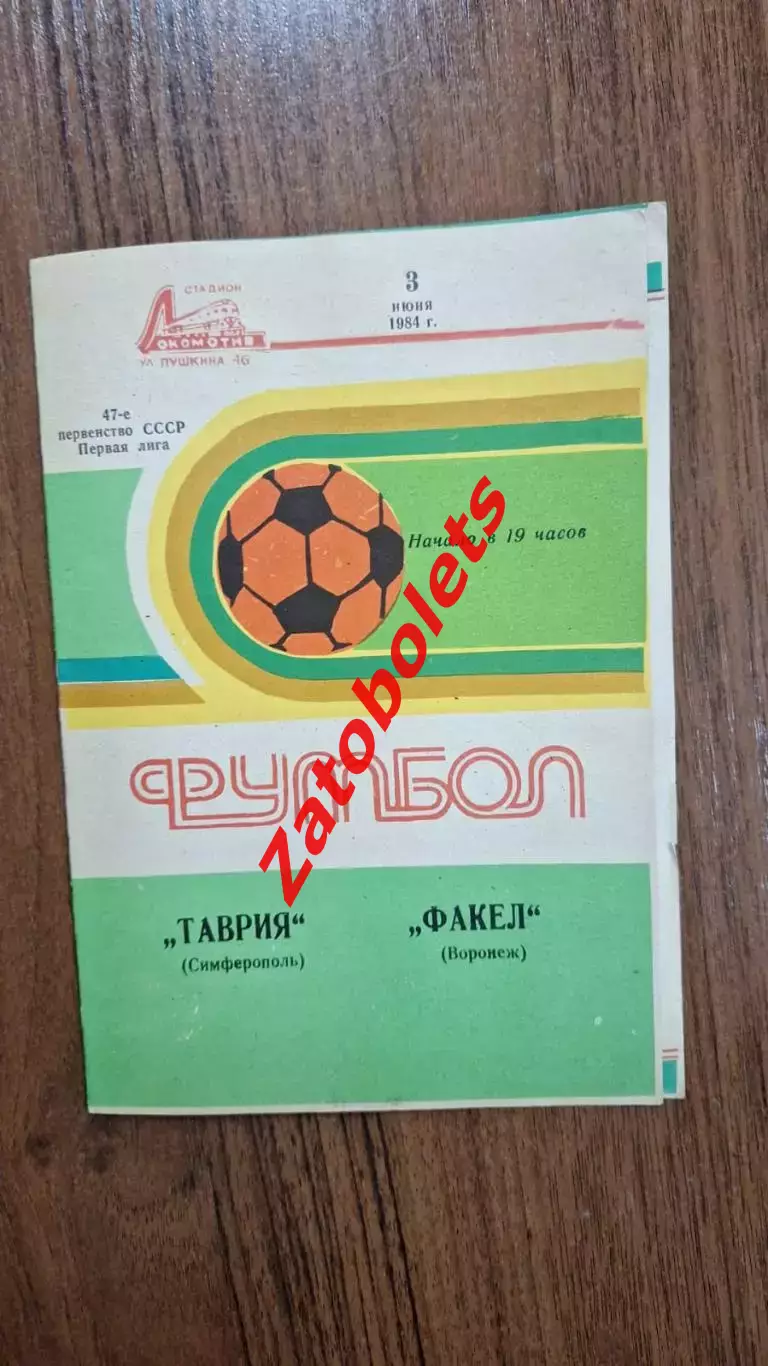 СТАДИОН
ЛОКОМОТИВ
УЛ. ПУШКИНА 46
3
июня
1984 г.
47-е
первенство СССР
Первая лига
Начало в 19 часов
ФУТБОЛ
„ТАВРИЯ“
(Симферополь)
„ФАКЕЛ“
(Воронеж)
Zatobolets